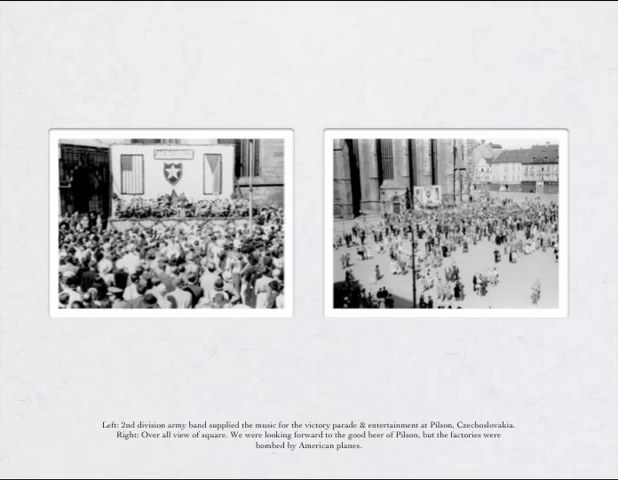 Left: 2nd division army band supplied the music for the victory parade & entertainment at Pilson, Czechoslovakia.
Right: Over all view of square. We were looking forward to the good beer of Pilson, but the factories were
bombed by American planes.